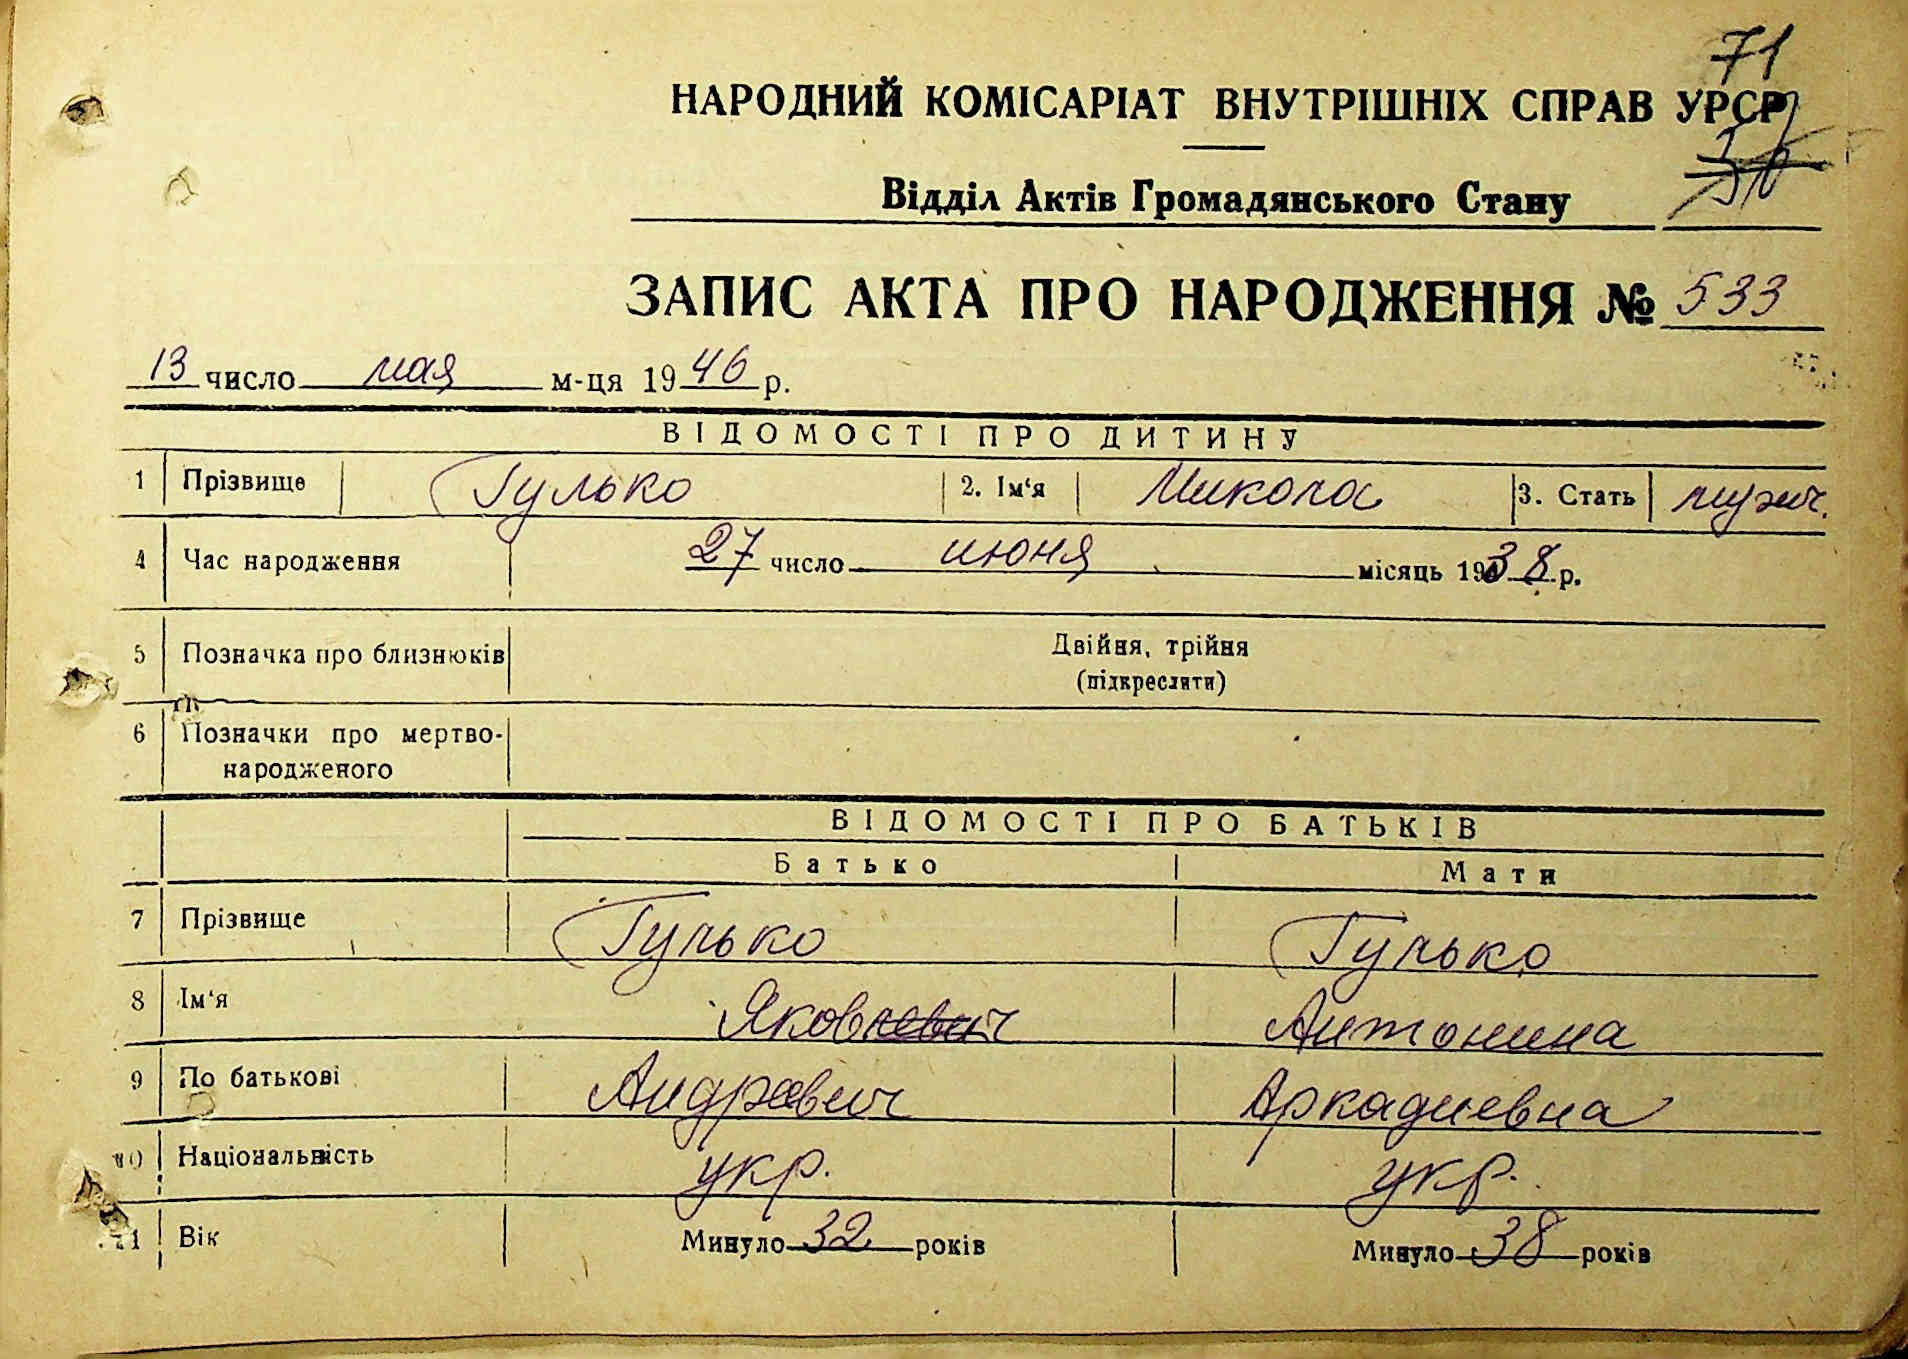 71
НАРОДНИЙ КОМІСАРІАТ ВНУТРІШНІХ СПРАВ УРСР
Відділ Актів Громадянського Стану
ЗАПИС АКТА ПРО НАРОДЖЕННЯ № 533
13 число мая м-ця 1946 р.
ВІДОМОСТІ ПРО ДИТИНУ
1 Прізвище Гулько 2. Ім'я Микола 3. Стать мужч.
4 Час народження 27 число июня місяць 1938 р.
5 Позначка про близнюків Двійня, трійня
(підкреслити)
6 Позначки про мертво-
народженого
ВІДОМОСТІ ПРО БАТЬКІВ
Батько Мати
7 Прізвище Гулько Гулько
8 Ім'я Яковлевич Антонина
9 По батькові Андревич Аркадиевна
10 Національність укр. укр.
11 Вік Минуло 32 років Минуло 38 років